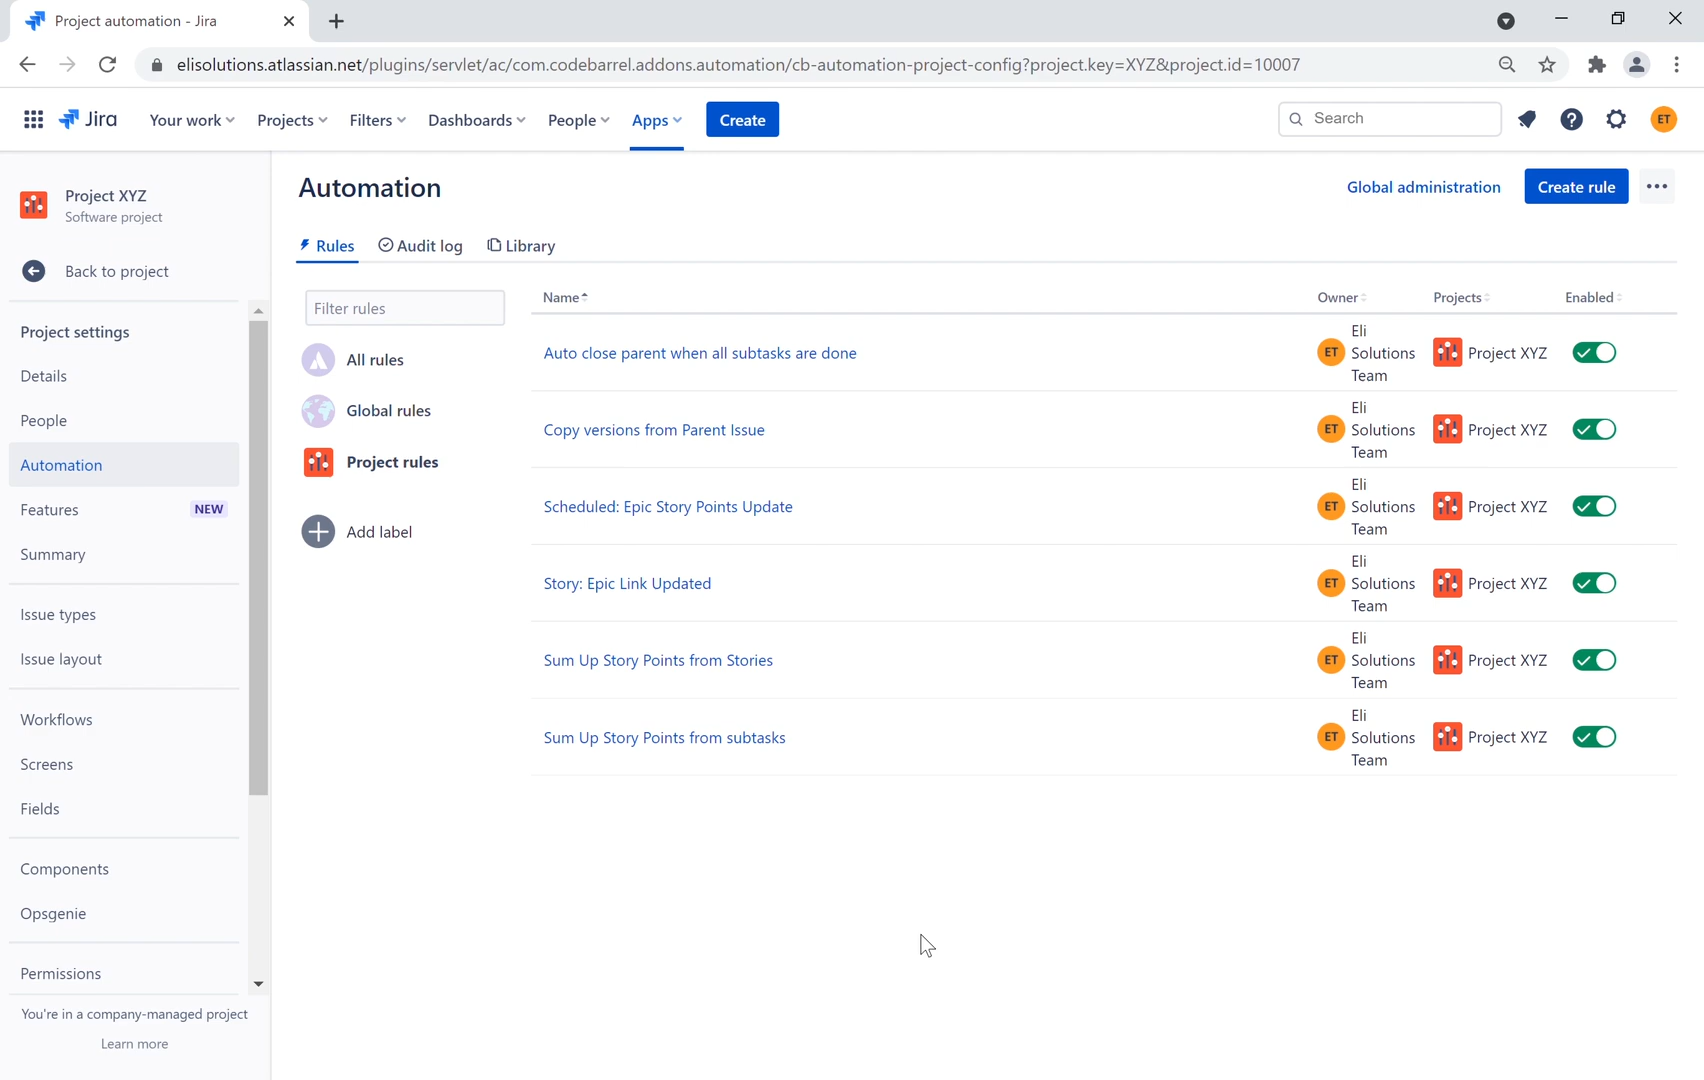 Project automation - Jira
elisolutions.atlassian.net/plugins/servlet/ac/com.codebarrel.addons.automation/cb-automation-project-config?project.key=XYZ&project.id=10007
Jira Your work Projects Filters Dashboards People Apps Create Search ET
Project XYZ
Software project
Back to project
Project settings
Details
People
Automation
Features NEW
Summary
Issue types
Issue layout
Workflows
Screens
Fields
Components
Opsgenie
Permissions
You're in a company-managed project
Learn more
Automation
Global administration Create rule
Rules Audit log Library
Filter rules
All rules
Global rules
Project rules
Add label
Name Owner Projects Enabled
Auto close parent when all subtasks are done ET Eli Solutions Team Project XYZ
Copy versions from Parent Issue ET Eli Solutions Team Project XYZ
Scheduled: Epic Story Points Update ET Eli Solutions Team Project XYZ
Story: Epic Link Updated ET Eli Solutions Team Project XYZ
Sum Up Story Points from Stories ET Eli Solutions Team Project XYZ
Sum Up Story Points from subtasks ET Eli Solutions Team Project XYZ